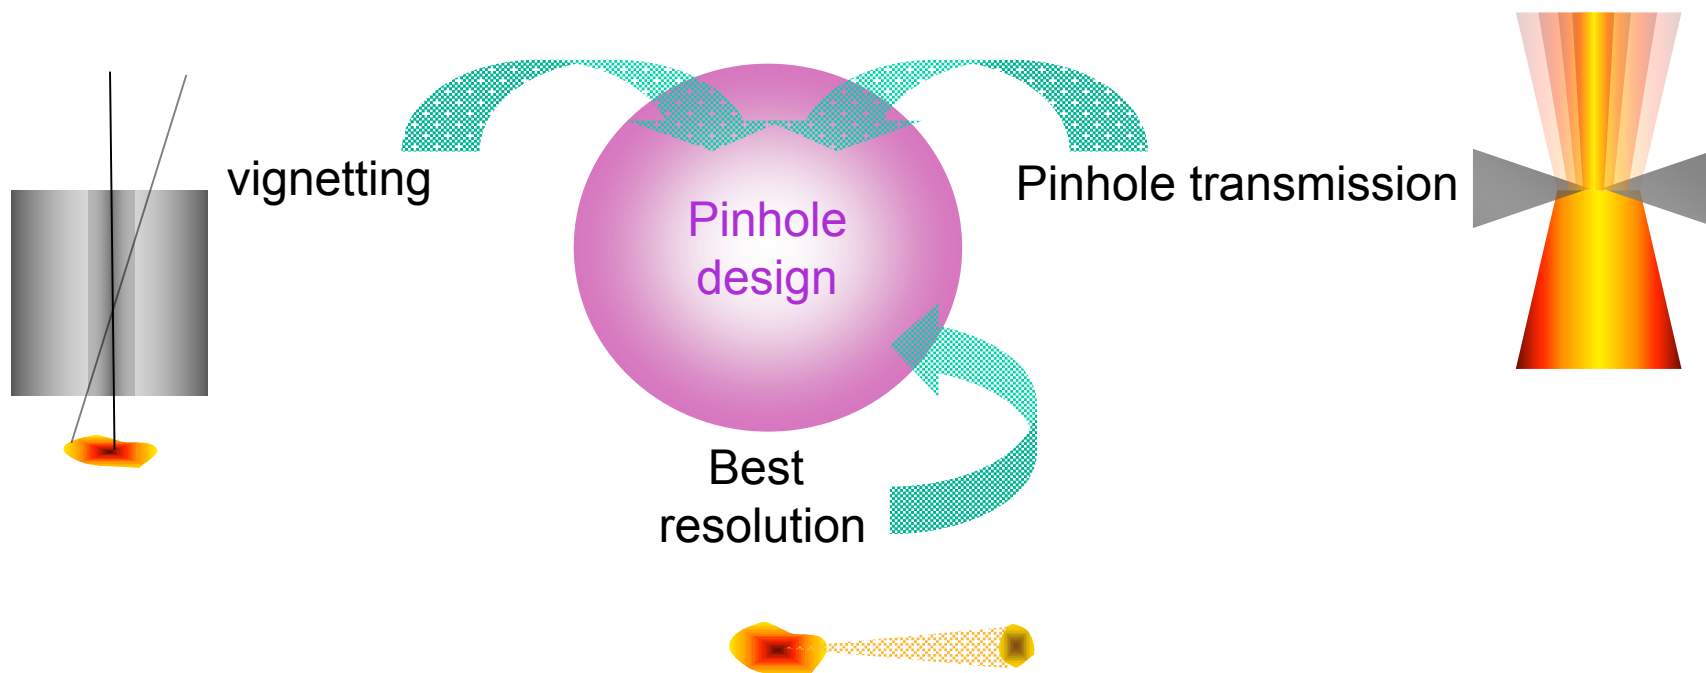 vignetting
Pinhole transmission
Pinhole
design
Best
resolution